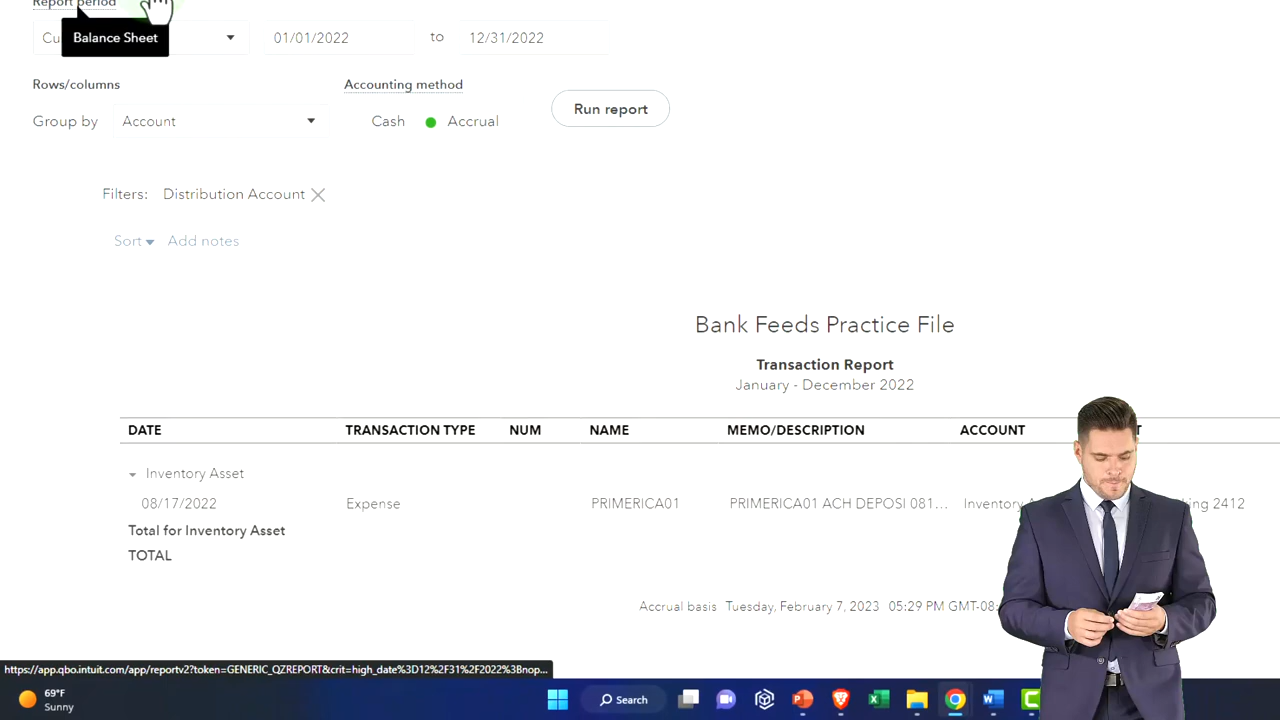 Report period
Cu
Balance Sheet
01/01/2022 to 12/31/2022
Rows/columns
Accounting method
Group by Account
Cash Accrual
Run report
Filters: Distribution Account
Sort Add notes
Bank Feeds Practice File
Transaction Report
January - December 2022
DATE TRANSACTION TYPE NUM NAME MEMO/DESCRIPTION ACCOUNT T
Inventory Asset
08/17/2022 Expense PRIMERICA01 PRIMERICA01 ACH DEPOSI 081... Inventory king 2412
Total for Inventory Asset
TOTAL
Accrual basis Tuesday, February 7, 2023 05:29 PM GMT-08:
https://app.qbo.intuit.com/app/reportv2?token=GENERIC_QZREPORT&crit=high_date%3D12%2F31%2F2022%3Bnop...
69°F
Sunny
Search